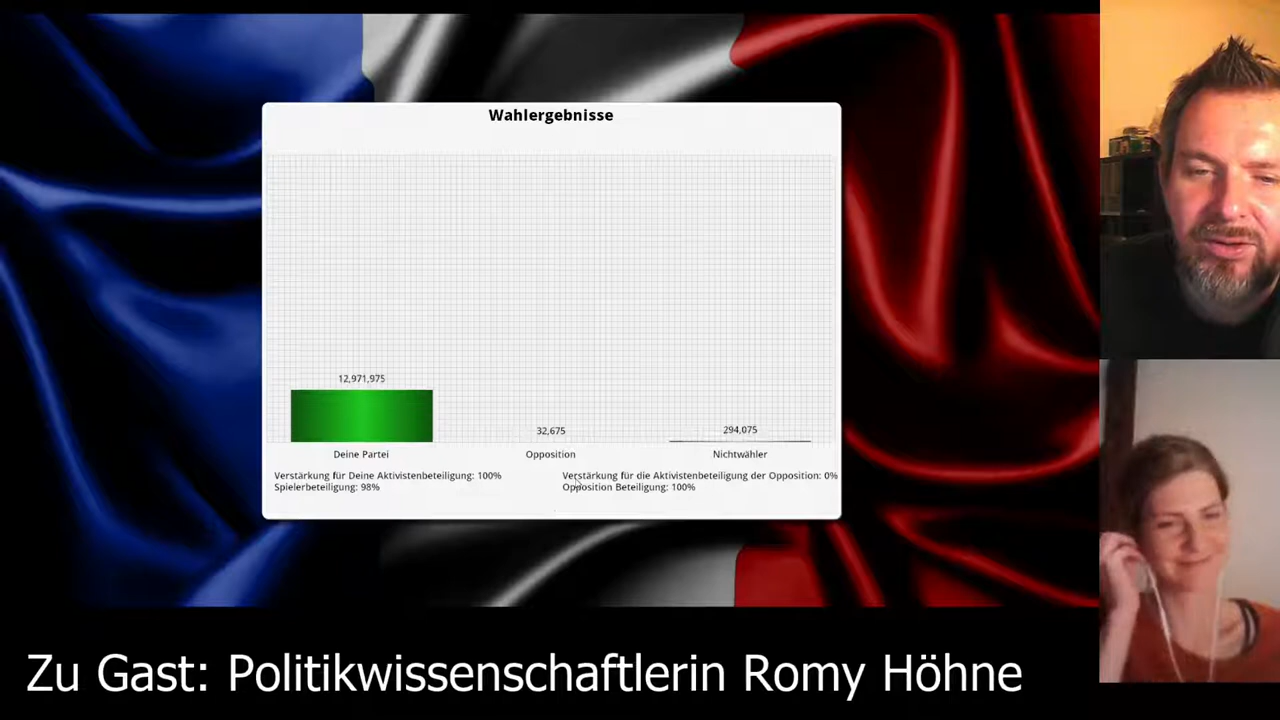 Wahlergebnisse
12,971,975
32,675
294,075
Deine Partei
Opposition
Nichtwähler
Verstärkung für Deine Aktivistenbeteiligung: 100%
Verstärkung für die Aktivistenbeteiligung der Opposition: 0%
Spielerbeteiligung: 98%
Opposition Beteiligung: 100%
Zu Gast: Politikwissenschaftlerin Romy Höhne